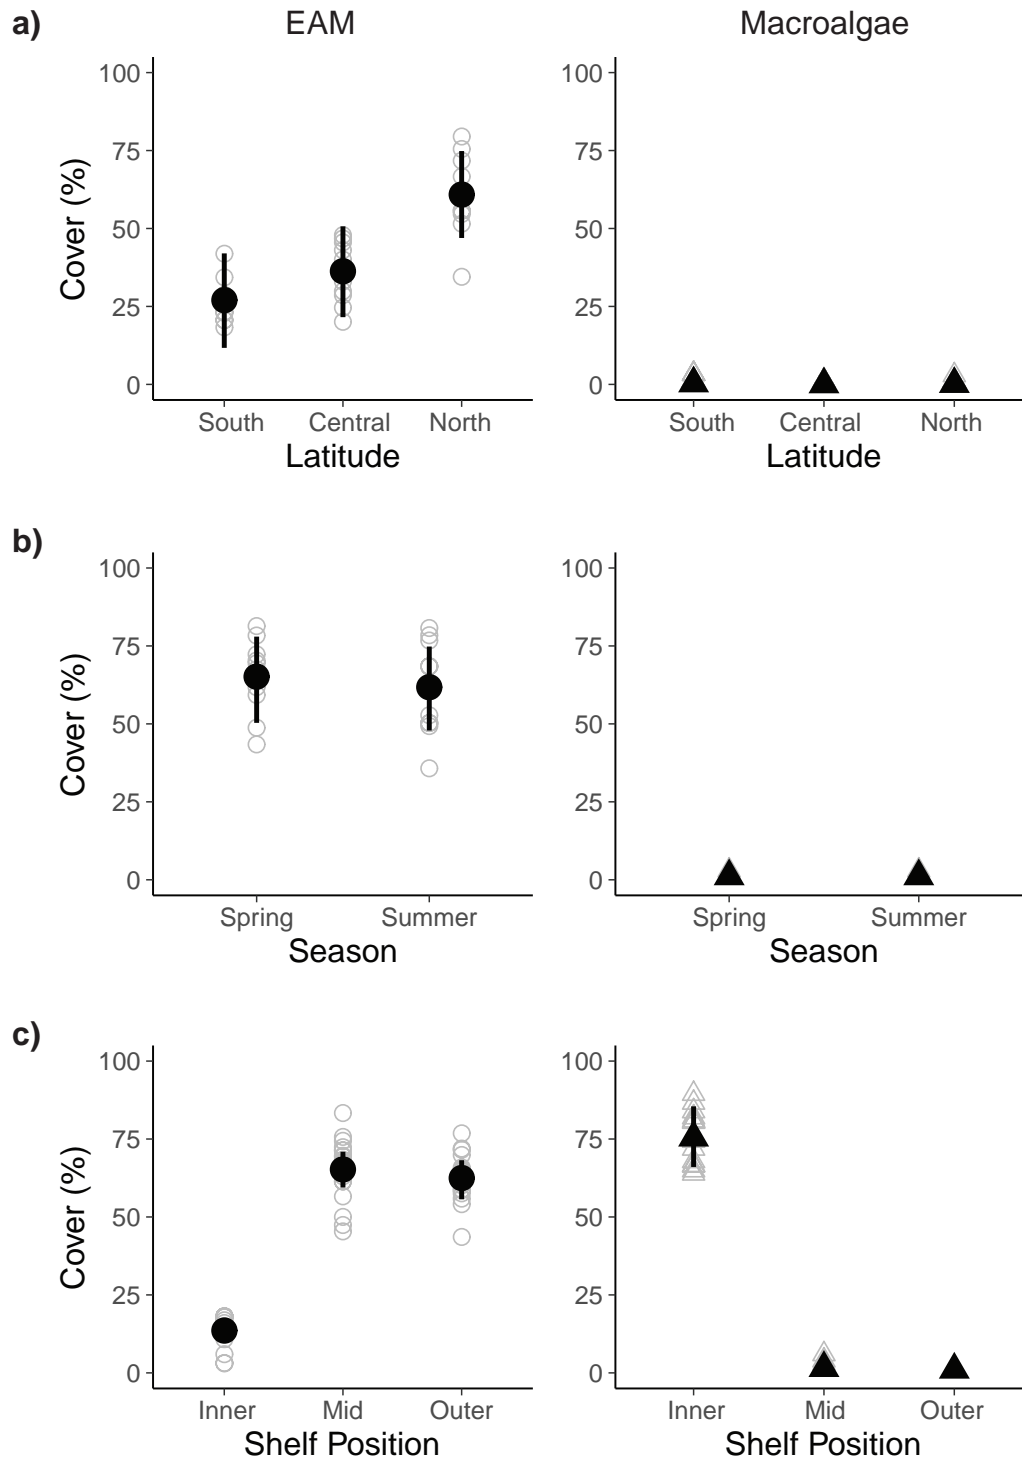 a)
EAM
Macroalgae
Cover (%)
100
75
50
25
0
South Central North
Latitude
100
75
50
25
0
South Central North
Latitude
b)
Cover (%)
100
75
50
25
0
Spring Summer
Season
100
75
50
25
0
Spring Summer
Season
c)
Cover (%)
100
75
50
25
0
Inner Mid Outer
Shelf Position
100
75
50
25
0
Inner Mid Outer
Shelf Position